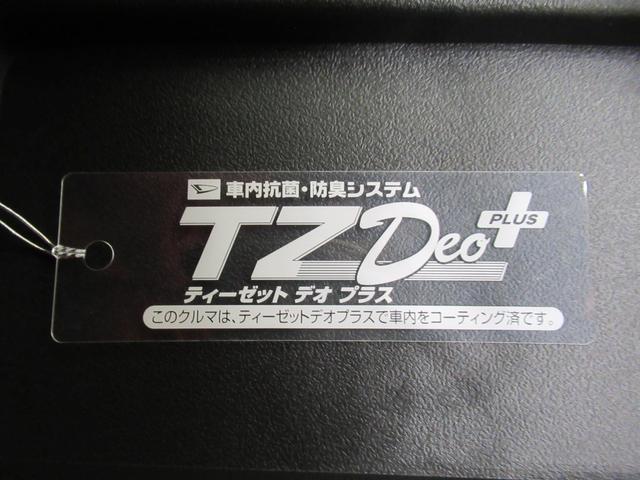 車内抗菌・防臭システム
TZDeo PLUS
ティーゼット デオ プラス
このクルマは、ティーゼットデオプラスで車内をコーティング済です。